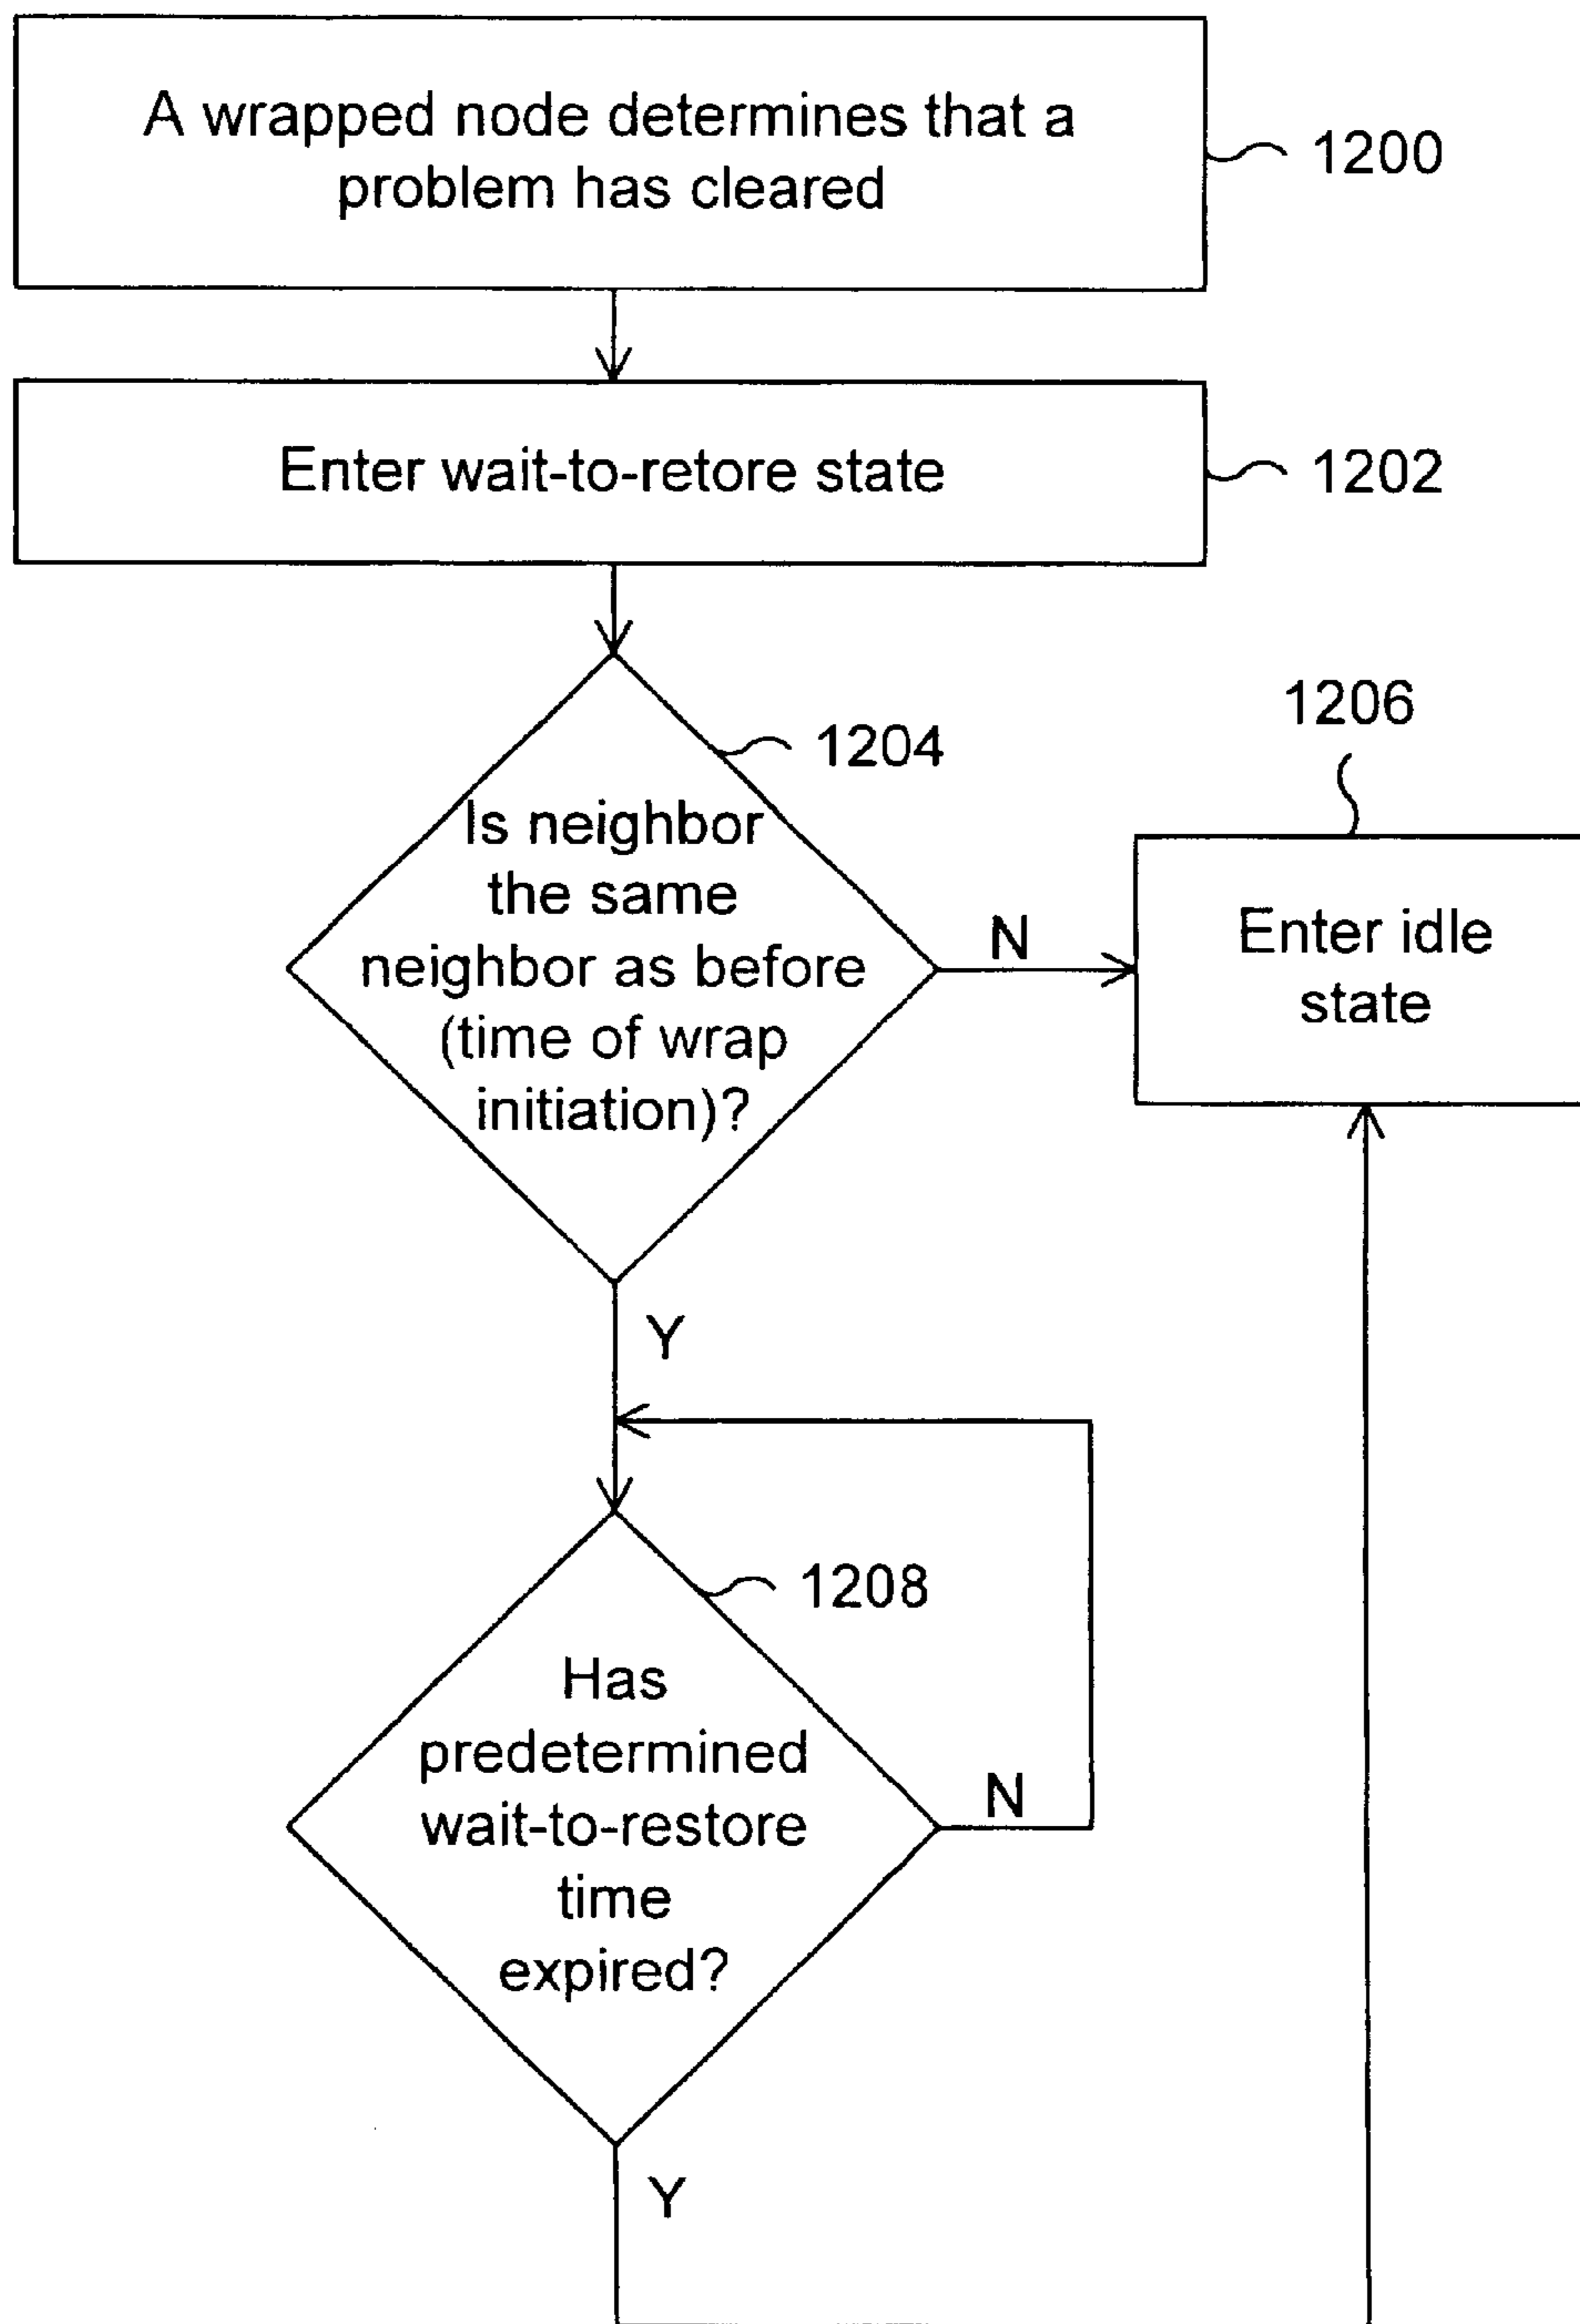 A wrapped node determines that a
problem has cleared
1200
Enter wait-to-retore state
1202
1204
Is neighbor
the same
neighbor as before
(time of wrap
initiation)?
N
1206
Enter idle
state
Y
1208
Has
predetermined
wait-to-restore
time
expired?
N
Y